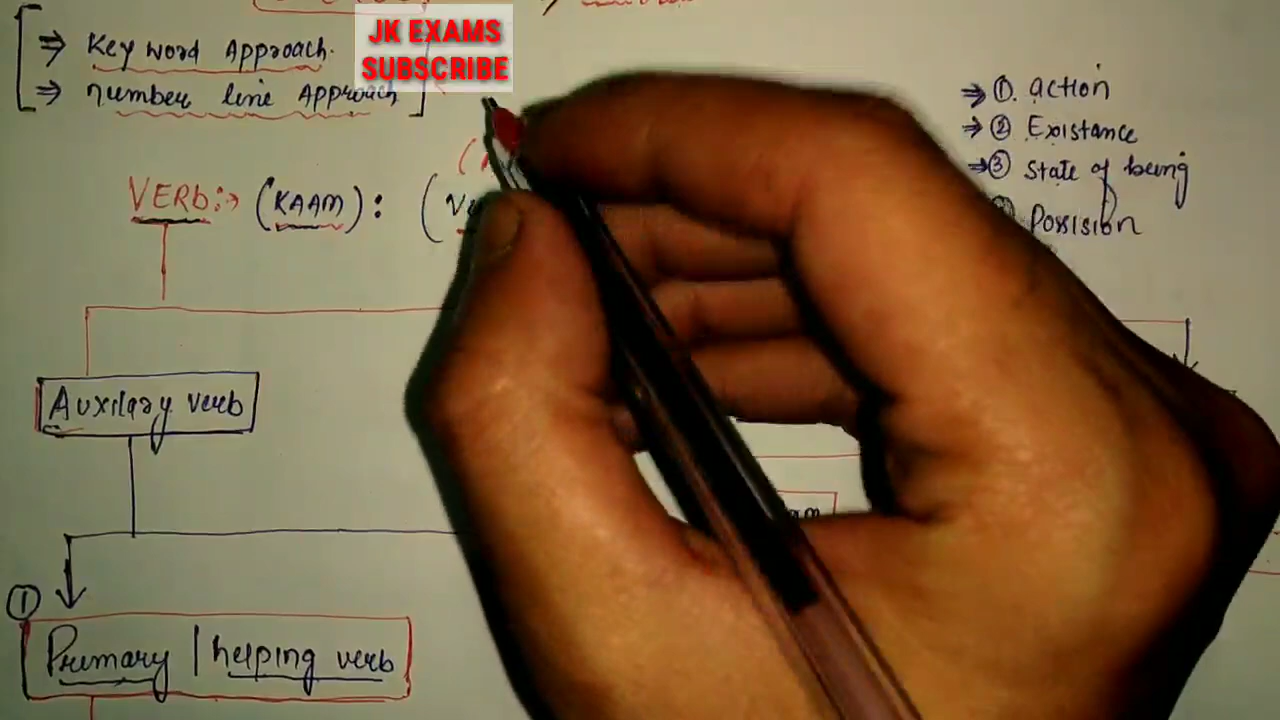 ⇒ Key word Approach.
⇒ number line Approach
JK EXAMS
SUBSCRIBE
⇒ ①. action
⇒ ② Existance
⇒ ③ State of being
Possision
VERb:→ (KAAM): (
Auxilary verb
①
Primary | helping verb